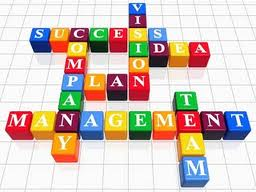 VISION
SUCCESS
IDEA
COMPANY
PLAN
MANAGEMENT
TEAM